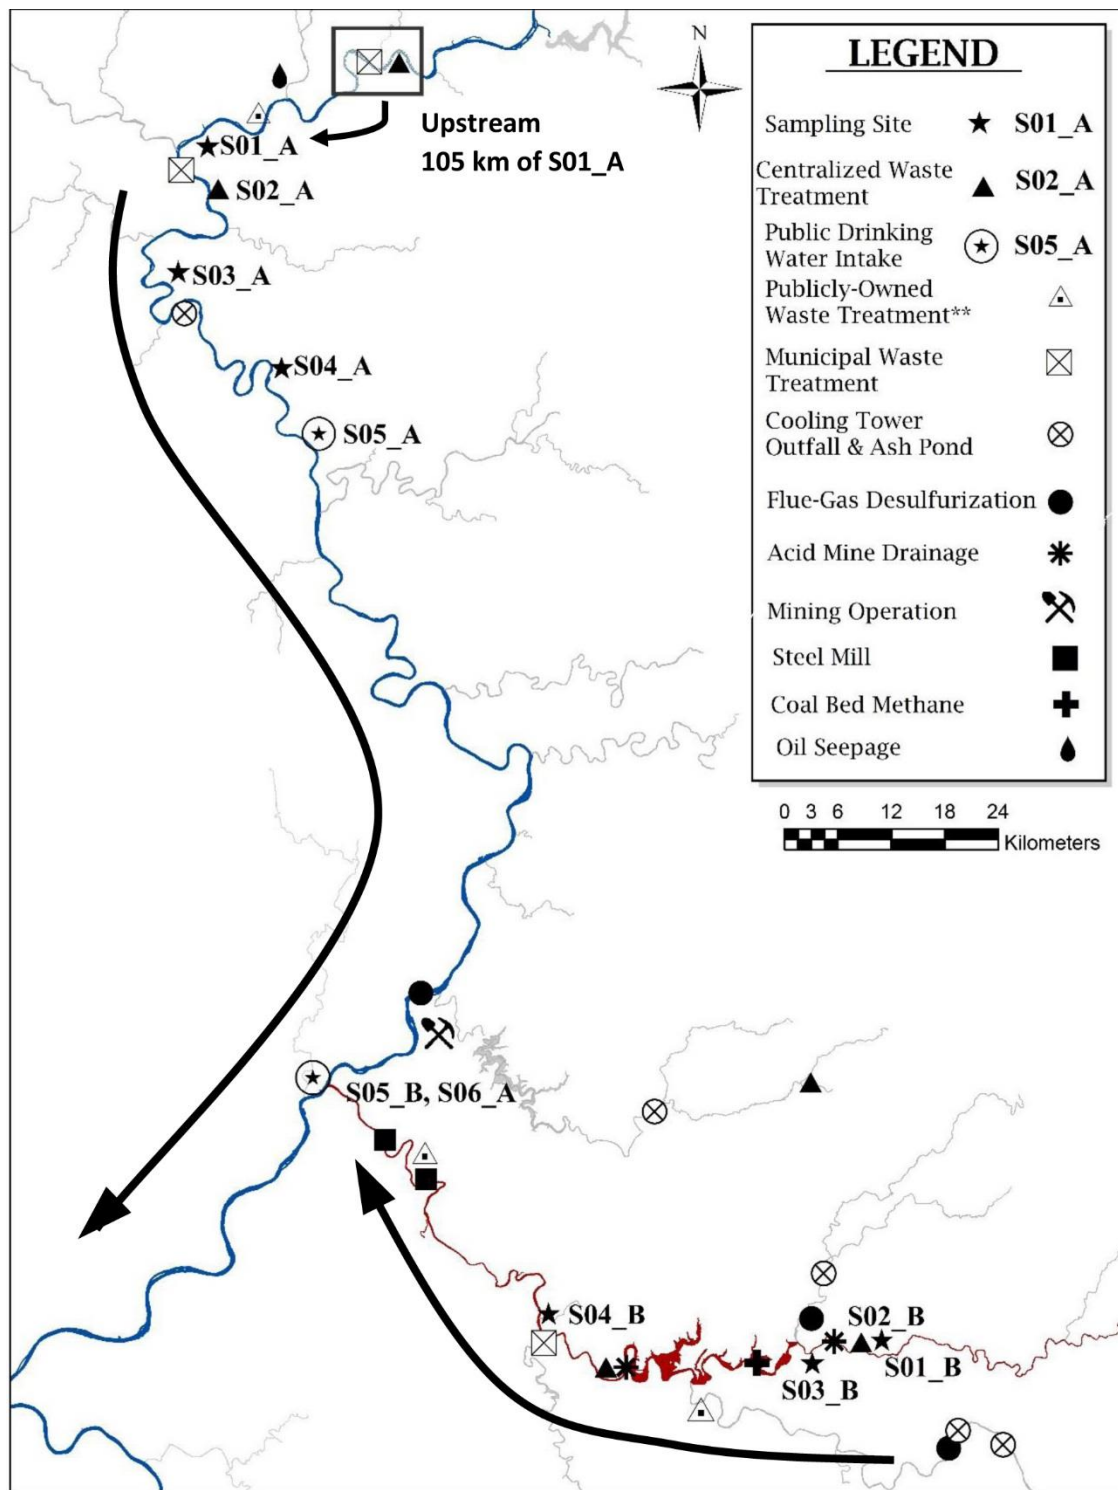 N
Upstream
105 km of S01_A
S01_A
S02_A
S03_A
S04_A
S05_A
S05_B, S06_A
S04_B
S02_B
S01_B
S03_B
LEGEND
Sampling Site S01_A
Centralized Waste
Treatment S02_A
Public Drinking
Water Intake S05_A
Publicly-Owned
Waste Treatment**
Municipal Waste
Treatment
Cooling Tower
Outfall & Ash Pond
Flue-Gas Desulfurization
Acid Mine Drainage
Mining Operation
Steel Mill
Coal Bed Methane
Oil Seepage
0 3 6 12 18 24
Kilometers